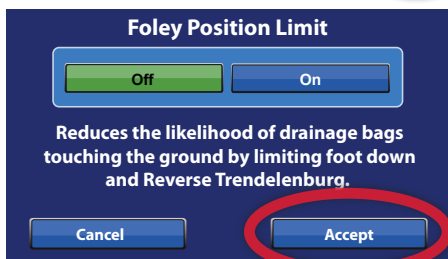 Foley Position Limit
Off
On
Reduces the likelihood of drainage bags
touching the ground by limiting foot down
and Reverse Trendelenburg.
Cancel
Accept